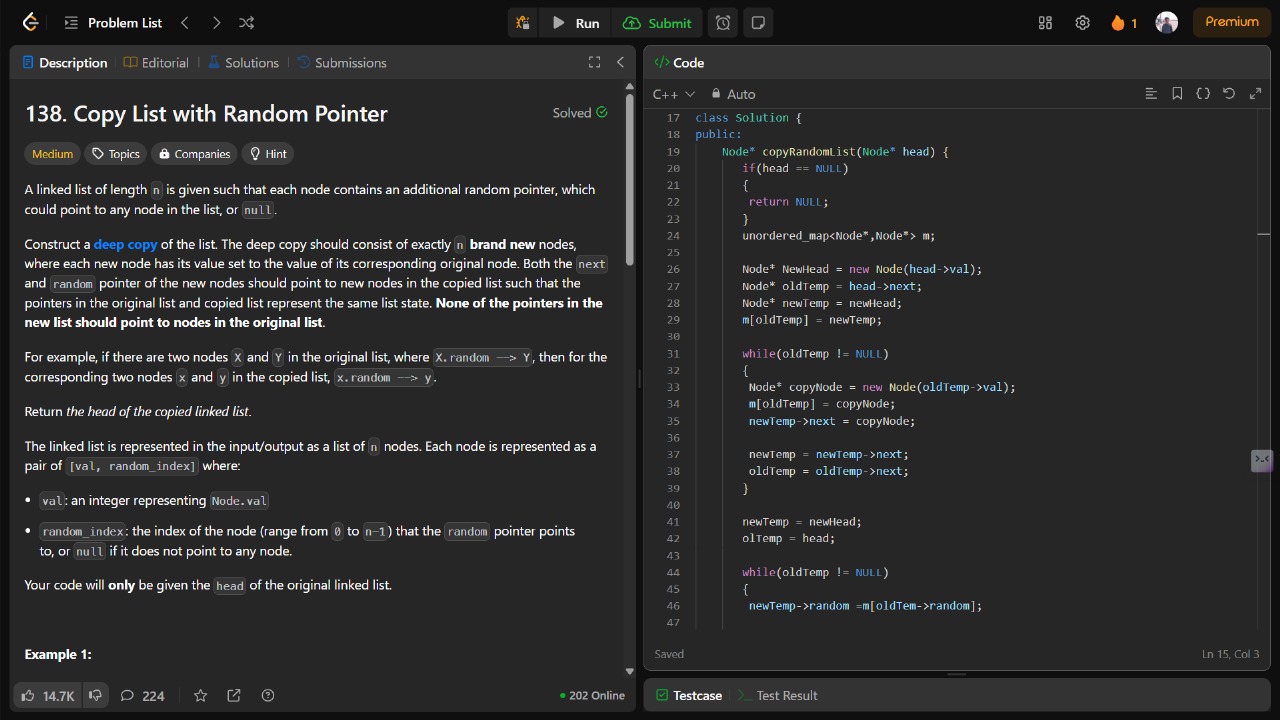 Problem List
Run
Submit
1
Premium
Description
Editorial
Solutions
Submissions
138. Copy List with Random Pointer
Solved
Medium
Topics
Companies
Hint
A linked list of length n is given such that each node contains an additional random pointer, which
could point to any node in the list, or null.
Construct a deep copy of the list. The deep copy should consist of exactly n brand new nodes,
where each new node has its value set to the value of its corresponding original node. Both the next
and random pointer of the new nodes should point to new nodes in the copied list such that the
pointers in the original list and copied list represent the same list state. None of the pointers in the
new list should point to nodes in the original list.
For example, if there are two nodes X and Y in the original list, where X.random --> Y, then for the
corresponding two nodes x and y in the copied list, x.random --> y.
Return the head of the copied linked list.
The linked list is represented in the input/output as a list of n nodes. Each node is represented as a
pair of [val, random_index] where:
• val: an integer representing Node.val
• random_index: the index of the node (range from 0 to n-1) that the random pointer points
to, or null if it does not point to any node.
Your code will only be given the head of the original linked list.
Example 1:
14.7K
224
202 Online
</> Code
C++
Auto
17 class Solution {
18 public:
19 Node* copyRandomList(Node* head) {
20 if(head == NULL)
21 {
22 return NULL;
23 }
24 unordered_map<Node*,Node*> m;
25
26 Node* NewHead = new Node(head->val);
27 Node* oldTemp = head->next;
28 Node* newTemp = newHead;
29 m[oldTemp] = newTemp;
30
31 while(oldTemp != NULL)
32 {
33 Node* copyNode = new Node(oldTemp->val);
34 m[oldTemp] = copyNode;
35 newTemp->next = copyNode;
36
37 newTemp = newTemp->next;
38 oldTemp = oldTemp->next;
39 }
40
41 newTemp = newHead;
42 olTemp = head;
43
44 while(oldTemp != NULL)
45 {
46 newTemp->random =m[oldTem->random];
47
Saved
Ln 15, Col 3
Testcase
Test Result